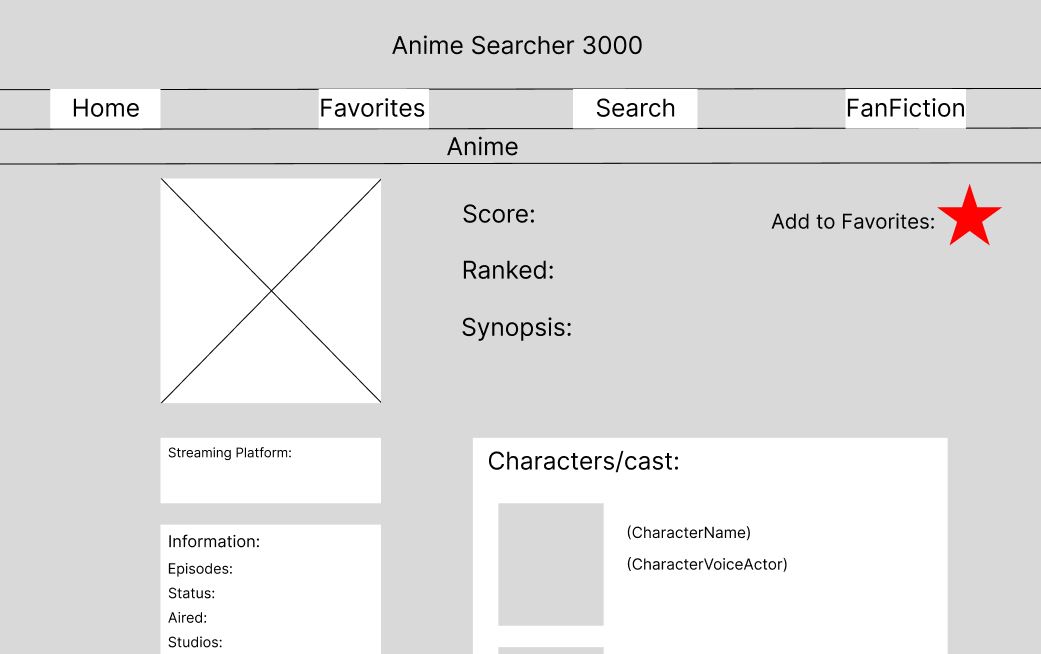 Anime Searcher 3000
Home
Favorites
Search
FanFiction
Anime
Score:
Add to Favorites:
Ranked:
Synopsis:
Streaming Platform:
Information:
Episodes:
Status:
Aired:
Studios:
Characters/cast:
(CharacterName)
(CharacterVoiceActor)